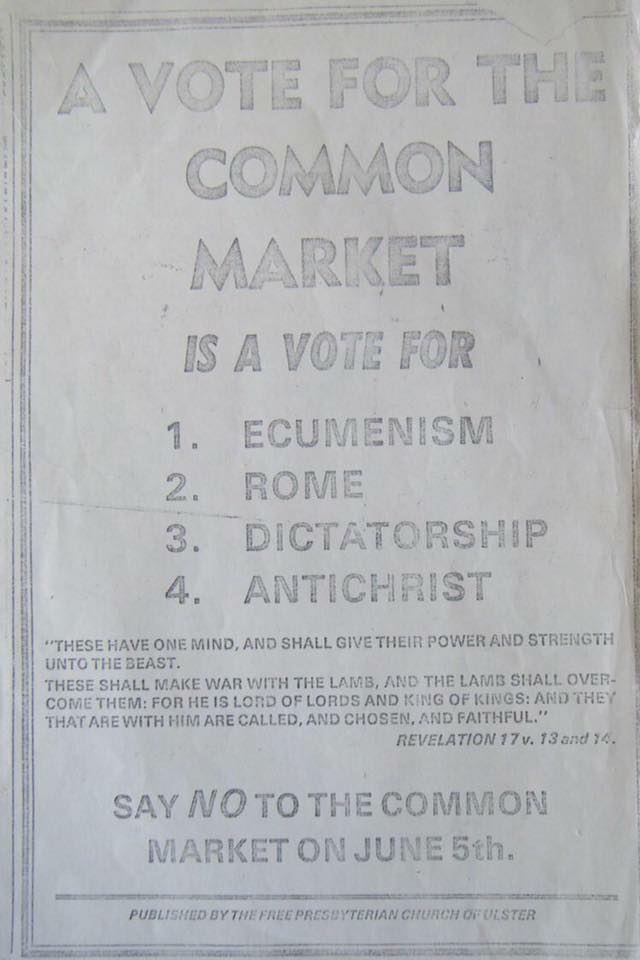 A VOTE FOR THE
COMMON
MARKET
IS A VOTE FOR
1. ECUMENISM
2. ROME
3. DICTATORSHIP
4. ANTICHRIST
"THESE HAVE ONE MIND, AND SHALL GIVE THEIR POWER AND STRENGTH
UNTO THE BEAST.
THESE SHALL MAKE WAR WITH THE LAMB, AND THE LAMB SHALL OVER-
COME THEM: FOR HE IS LORD OF LORDS AND KING OF KINGS: AND THEY
THAT ARE WITH HIM ARE CALLED, AND CHOSEN, AND FAITHFUL."
REVELATION 17 v. 13 and 14.
SAY NO TO THE COMMON
MARKET ON JUNE 5th.
PUBLISHED BY THE FREE PRESBYTERIAN CHURCH OF ULSTER